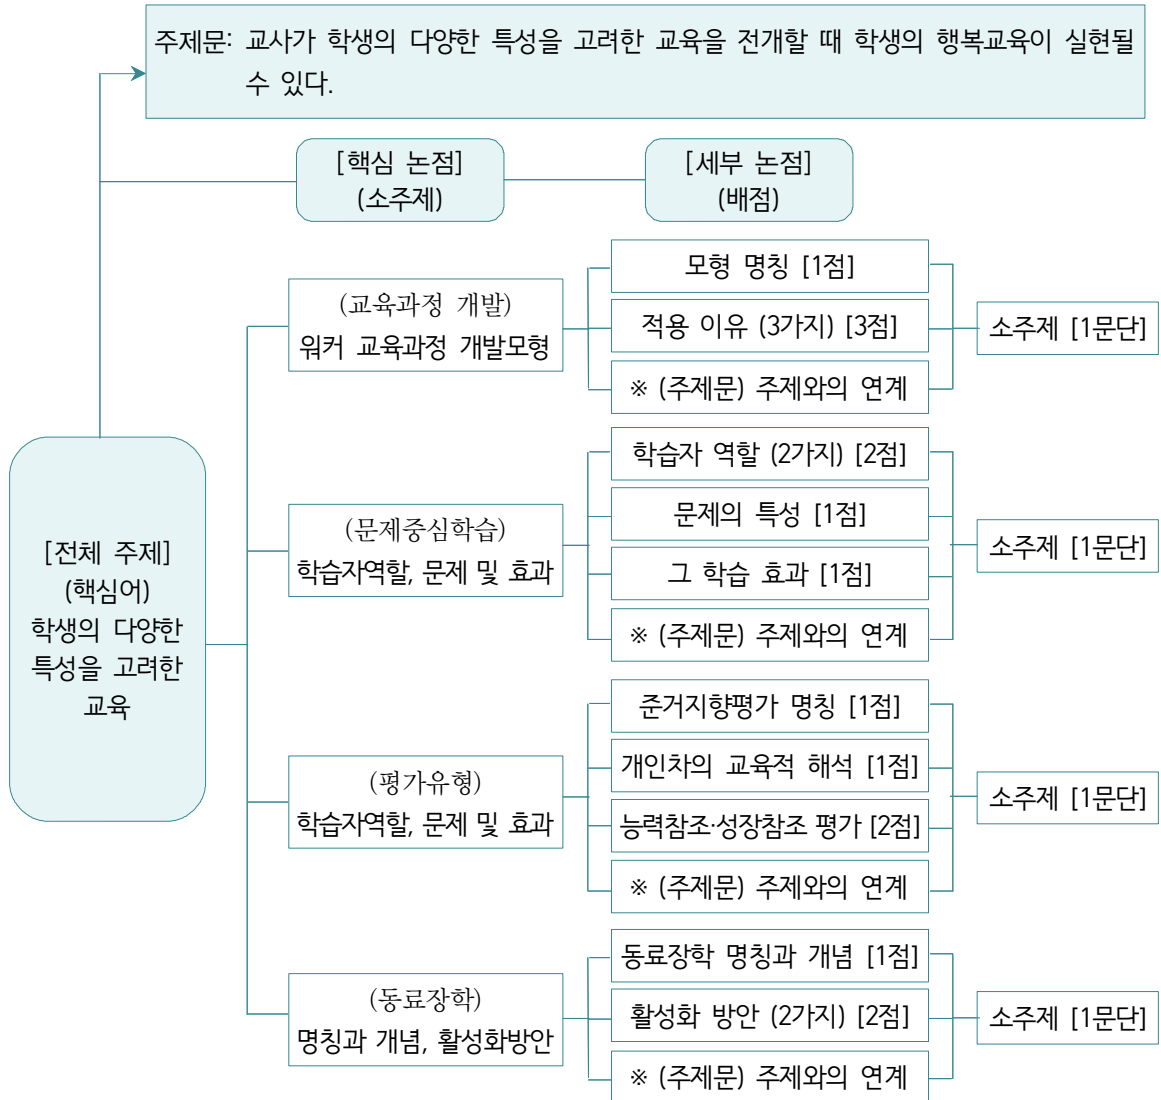 주제문: 교사가 학생의 다양한 특성을 고려한 교육을 전개할 때 학생의 행복교육이 실현될
수 있다.
[핵심 논점]
(소주제)
[세부 논점]
(배점)
[전체 주제]
(핵심어)
학생의 다양한
특성을 고려한
교육
(교육과정 개발)
워커 교육과정 개발모형
모형 명칭 [1점]
적용 이유 (3가지) [3점]
※ (주제문) 주제와의 연계
소주제 [1문단]
(문제중심학습)
학습자역할, 문제 및 효과
학습자 역할 (2가지) [2점]
문제의 특성 [1점]
그 학습 효과 [1점]
※ (주제문) 주제와의 연계
소주제 [1문단]
(평가유형)
학습자역할, 문제 및 효과
준거지향평가 명칭 [1점]
개인차의 교육적 해석 [1점]
능력참조·성장참조 평가 [2점]
※ (주제문) 주제와의 연계
소주제 [1문단]
(동료장학)
명칭과 개념, 활성화방안
동료장학 명칭과 개념 [1점]
활성화 방안 (2가지) [2점]
※ (주제문) 주제와의 연계
소주제 [1문단]